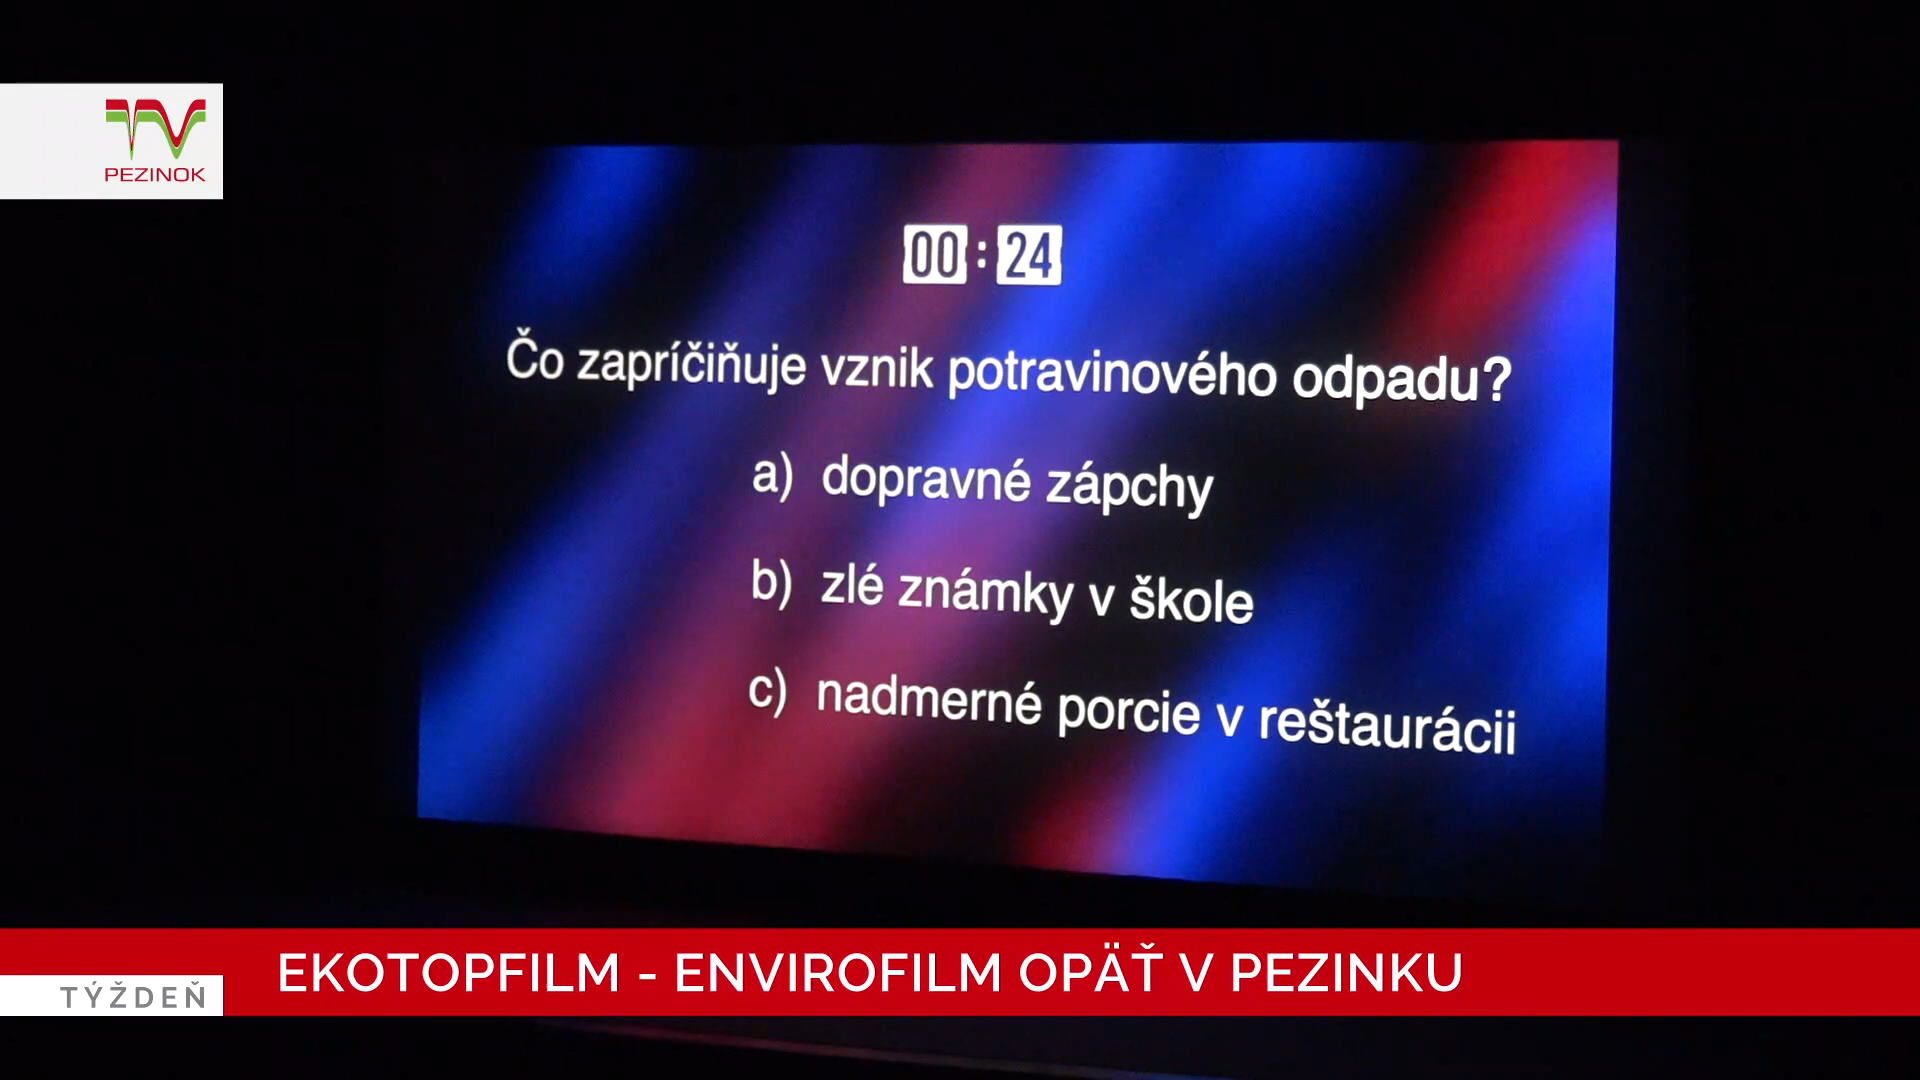 TV
PEZINOK
00:24
Čo zapríčiňuje vznik potravinového odpadu?
a) dopravné zápchy
b) zlé známky v škole
c) nadmerné porcie v reštaurácii
EKOTOPFILM - ENVIROFILM OPÄŤ V PEZINKU
TÝŽDEŇ